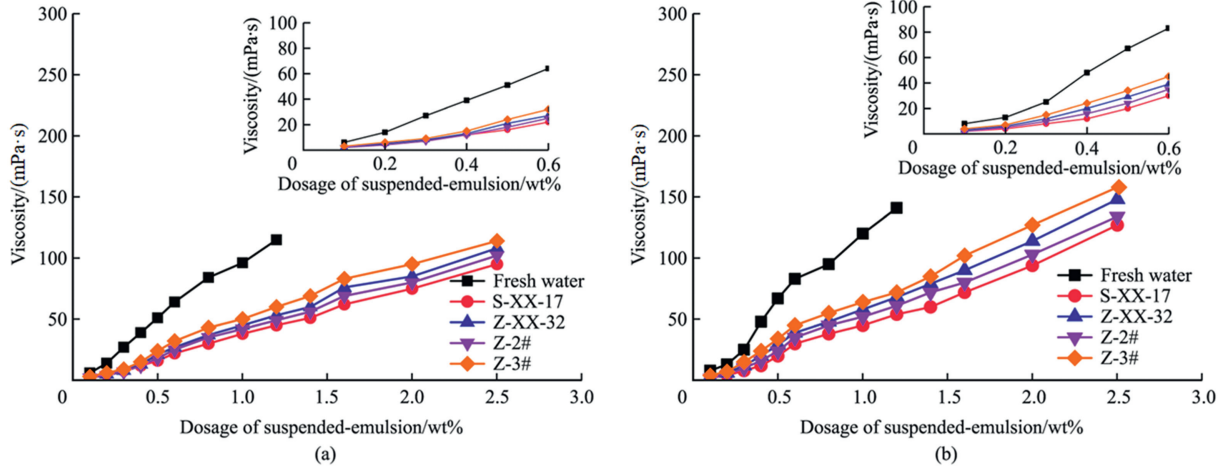 300
250
200
150
100
50
0
Viscosity/(mPa·s)
0.5
1.0
1.5
2.0
2.5
3.0
Dosage of suspended-emulsion/wt%
(a)
100
80
60
40
20
0
Viscosity/(mPa·s)
0.2
0.4
0.6
Dosage of suspended-emulsion/wt%
Fresh water
S-XX-17
Z-XX-32
Z-2#
Z-3#
300
250
200
150
100
50
0
Viscosity/(mPa·s)
0.5
1.0
1.5
2.0
2.5
3.0
Dosage of suspended-emulsion/wt%
(b)
100
80
60
40
20
0
Viscosity/(mPa·s)
0.2
0.4
0.6
Dosage of suspended-emulsion/wt%
Fresh water
S-XX-17
Z-XX-32
Z-2#
Z-3#